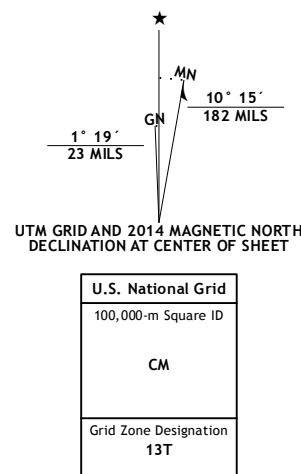 ★
MN
GN
10° 15´
182 MILS
1° 19´
23 MILS
UTM GRID AND 2014 MAGNETIC NORTH
DECLINATION AT CENTER OF SHEET
U.S. National Grid
100,000-m Square ID
CM
Grid Zone Designation
13T